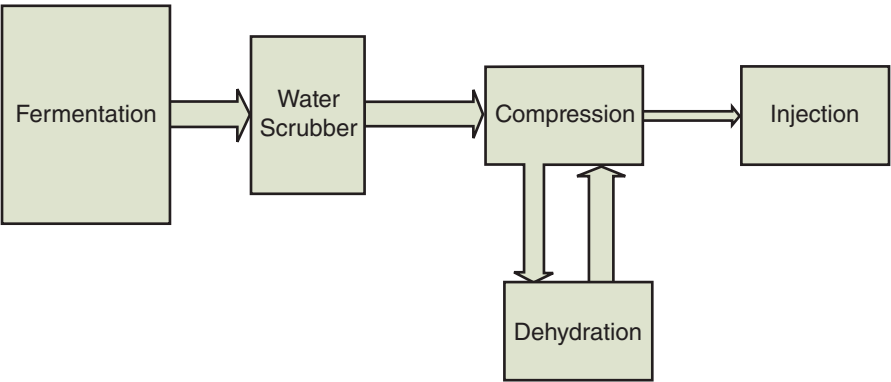 Fermentation
Water
Scrubber
Compression
Injection
Dehydration